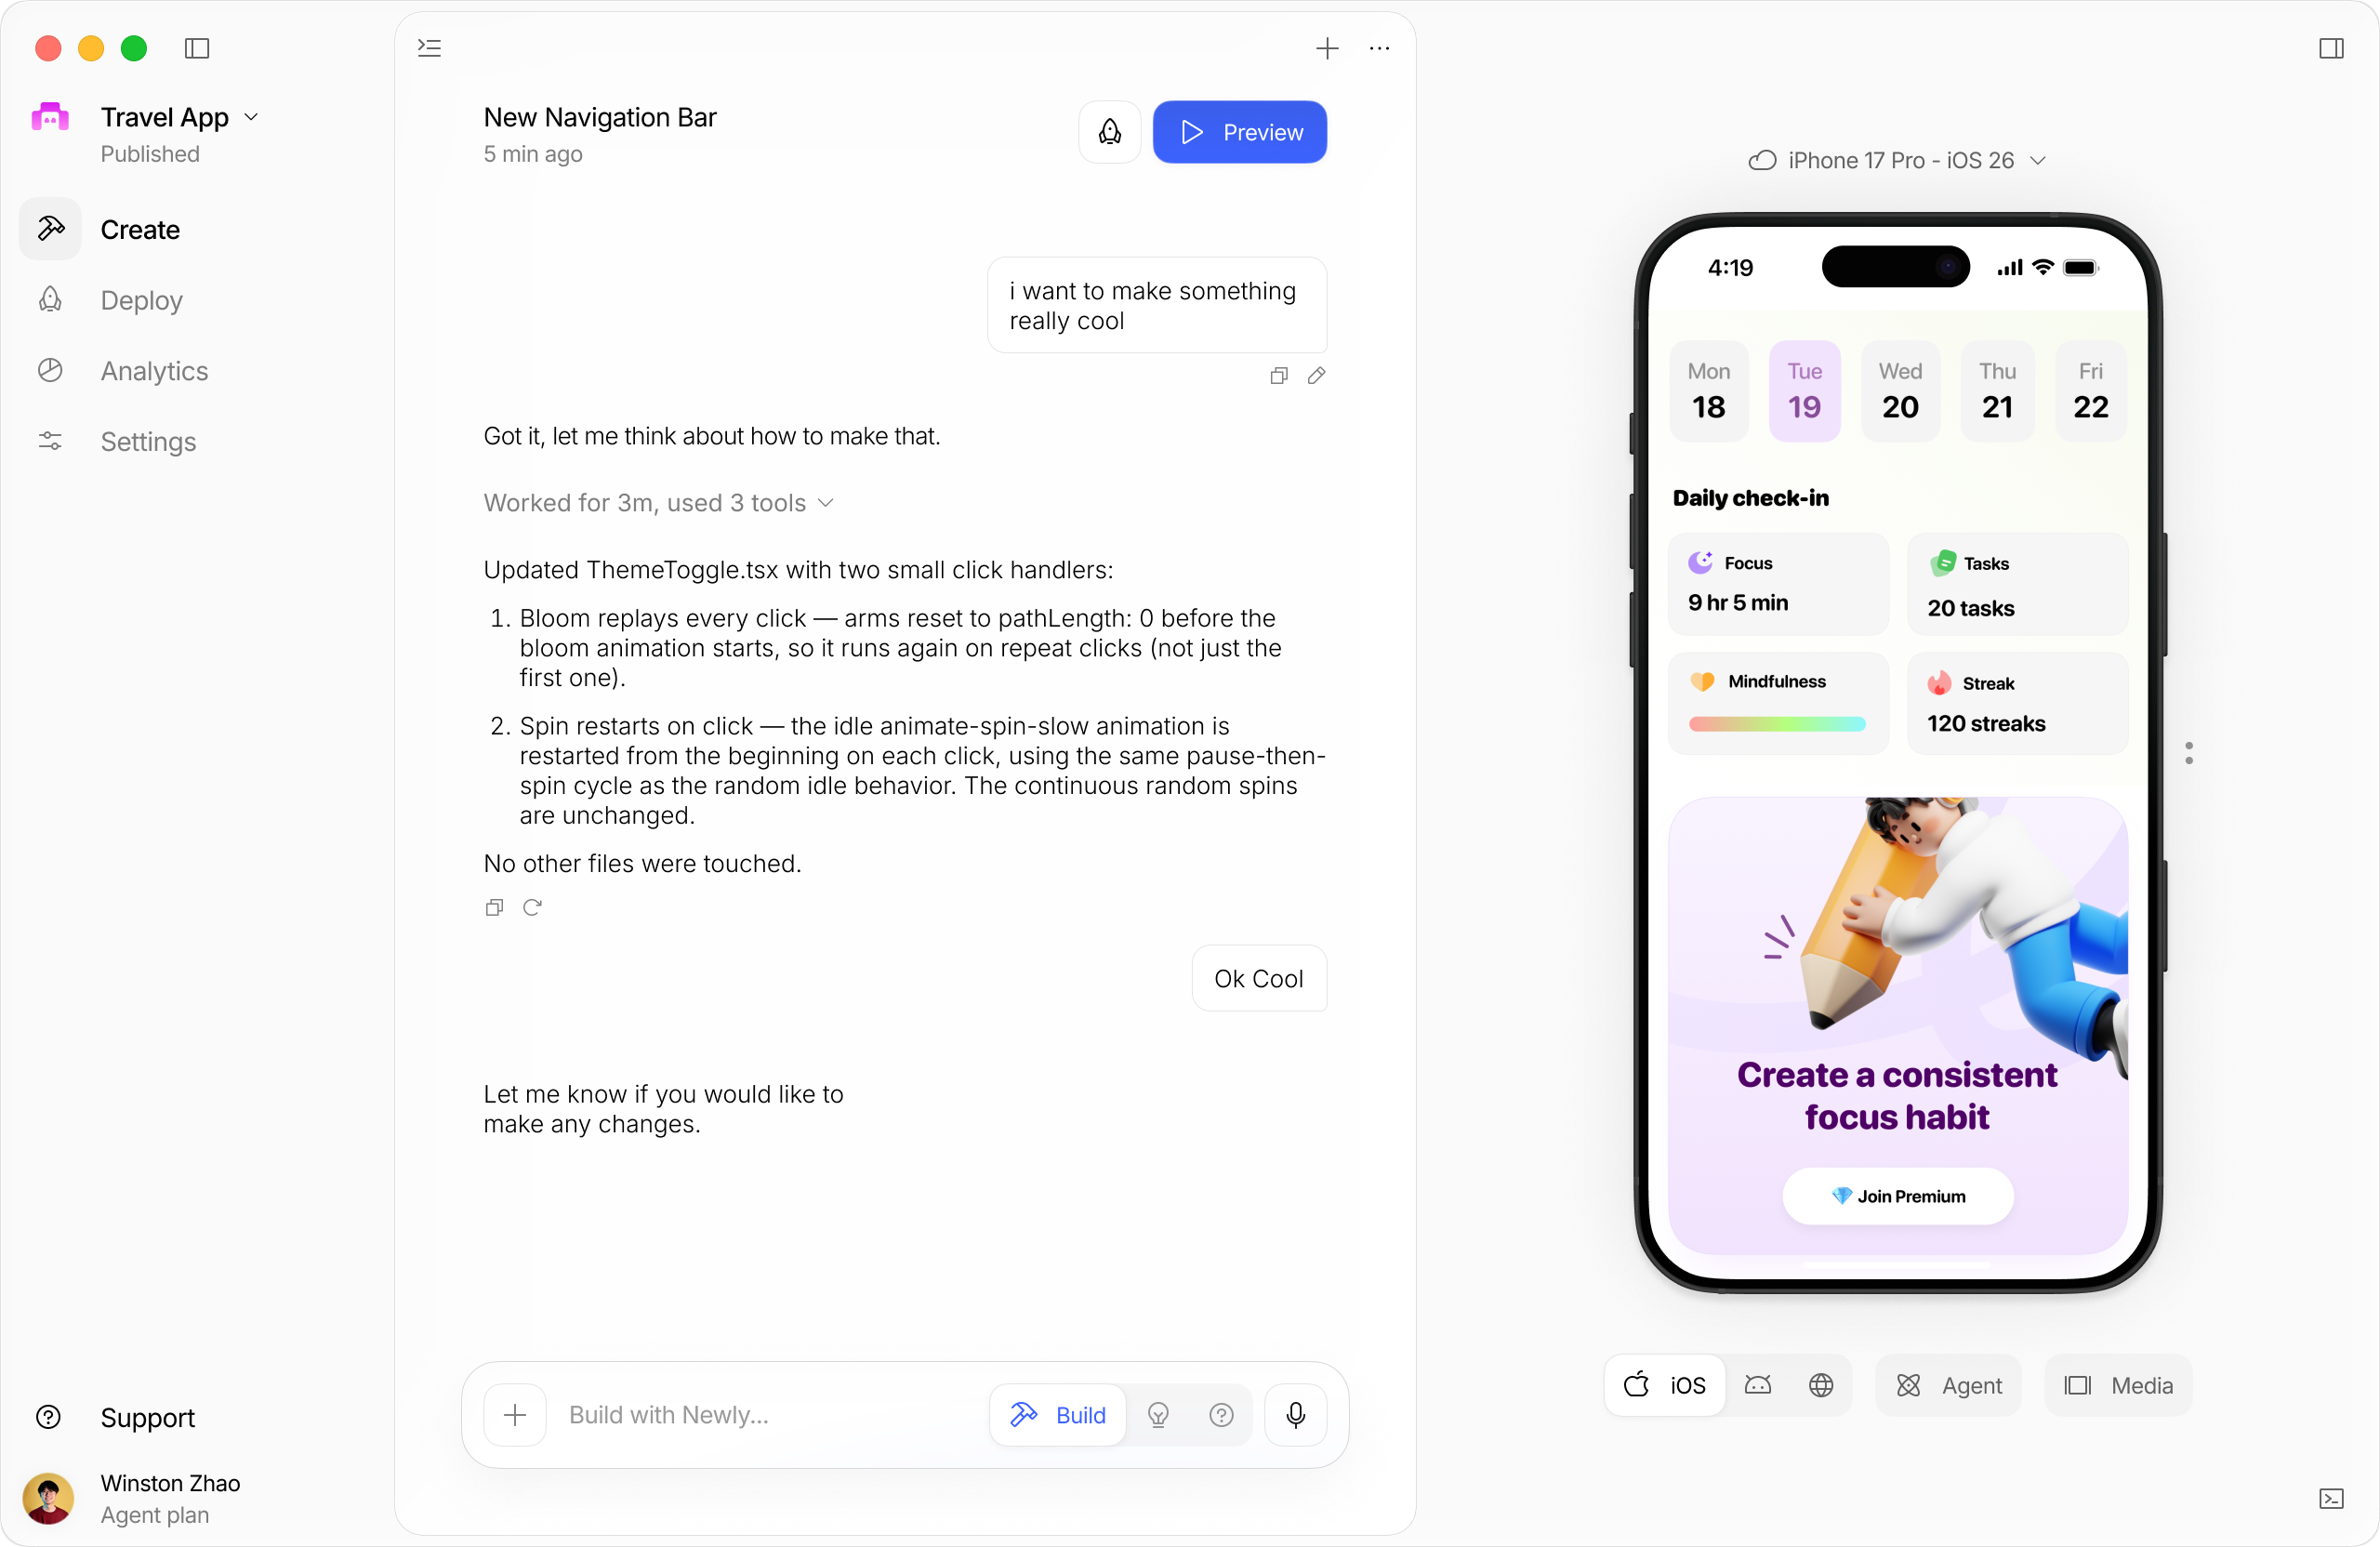 Travel App
Published
Create
Deploy
Analytics
Settings
Support
Winston Zhao
Agent plan
New Navigation Bar
5 min ago
Preview
i want to make something
really cool
Got it, let me think about how to make that.
Worked for 3m, used 3 tools
Updated ThemeToggle.tsx with two small click handlers:
1. Bloom replays every click — arms reset to pathLength: 0 before the
bloom animation starts, so it runs again on repeat clicks (not just the
first one).
2. Spin restarts on click — the idle animate-spin-slow animation is
restarted from the beginning on each click, using the same pause-then-
spin cycle as the random idle behavior. The continuous random spins
are unchanged.
No other files were touched.
Ok Cool
Let me know if you would like to
make any changes.
Build with Newly...
Build
iPhone 17 Pro - iOS 26
4:19
Mon Tue Wed Thu Fri
18 19 20 21 22
Daily check-in
Focus
9 hr 5 min
Tasks
20 tasks
Mindfulness
Streak
120 streaks
Create a consistent
focus habit
Join Premium
iOS
Agent
Media